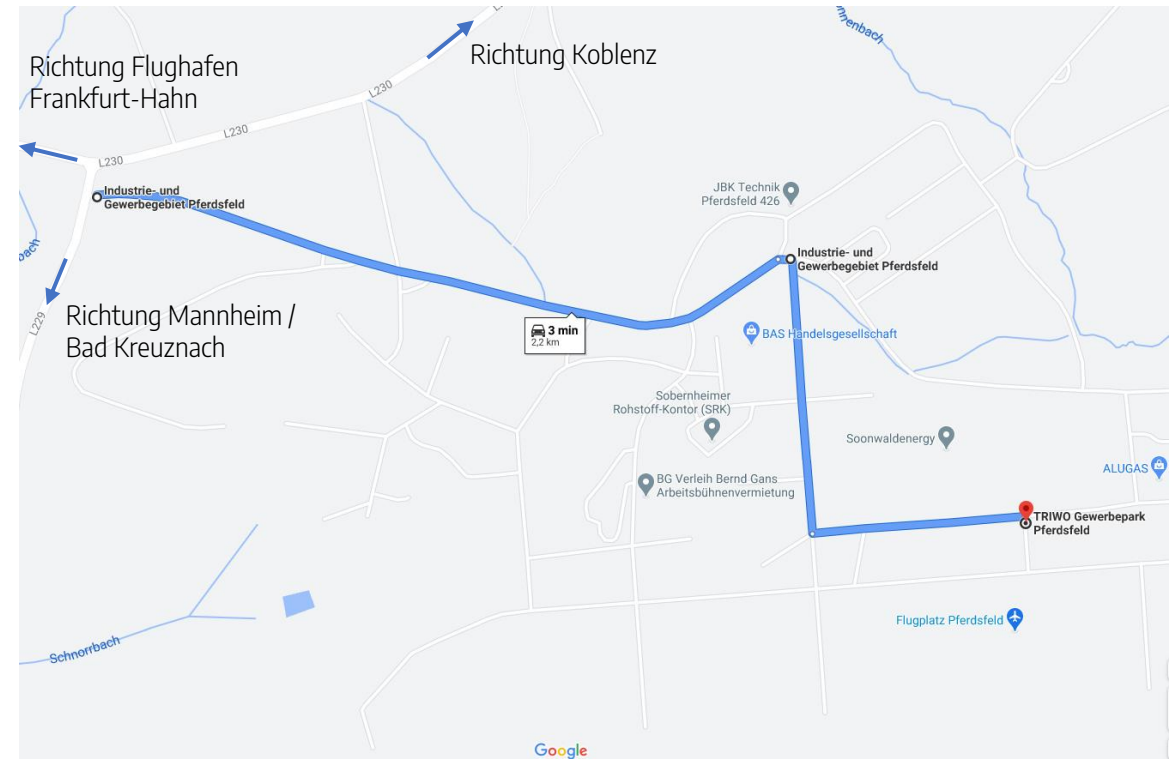 Richtung Flughafen
Frankfurt-Hahn
Richtung Koblenz
nnenbach
L230
L230
L230
Industrie- und
Gewerbegebiet Pferdsfeld
JBK Technik
Pferdsfeld 426
rbach
Industrie- und
Gewerbegebiet Pferdsfeld
L229
Richtung Mannheim /
Bad Kreuznach
3 min
2,2 km
BAS Handelsgesellschaft
Sobernheimer
Rohstoff-Kontor (SRK)
Soonwaldenergy
ALUGAS
BG Verleih Bernd Gans
Arbeitsbühnenvermietung
TRIWO Gewerbepark
Pferdsfeld
Flugplatz Pferdsfeld
Schnorrbach
Google